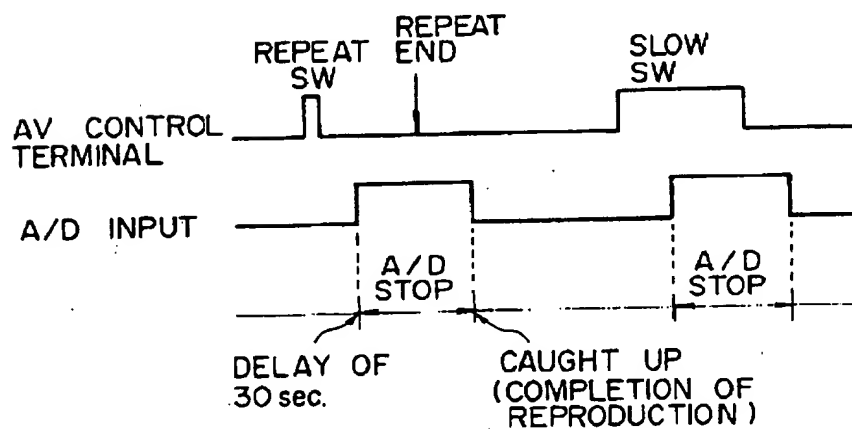 REPEAT
SW
REPEAT
END
SLOW
SW
AV CONTROL
TERMINAL
A/D INPUT
A/D
STOP
A/D
STOP
DELAY OF
30 sec.
CAUGHT UP
(COMPLETION OF
REPRODUCTION)